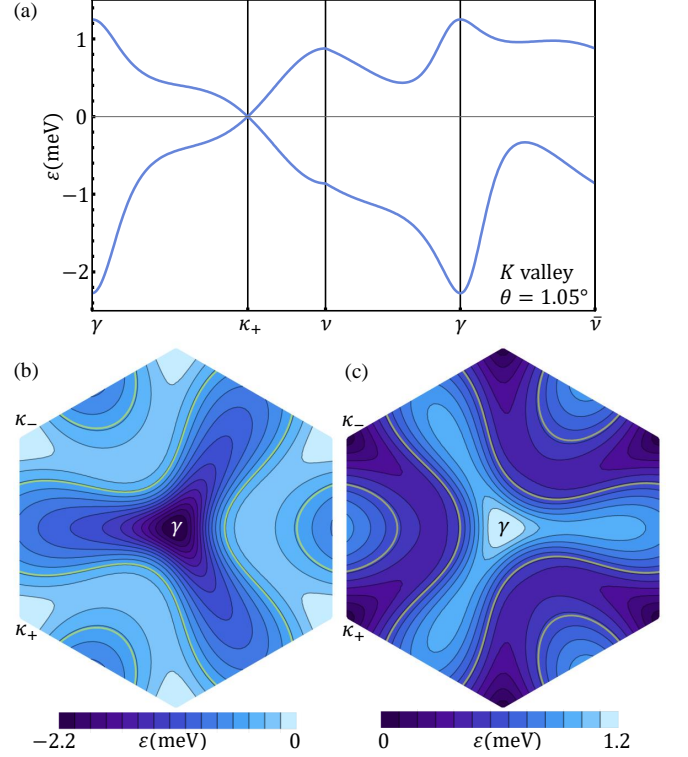 (a)
1
0
−1
−2
ε(meV)
K valley
θ = 1.05°
γ κ₊ ν γ ν̄
(b) (c)
κ₋ κ₋
γ γ
κ₊ κ₊
−2.2 ε(meV) 0 0 ε(meV) 1.2